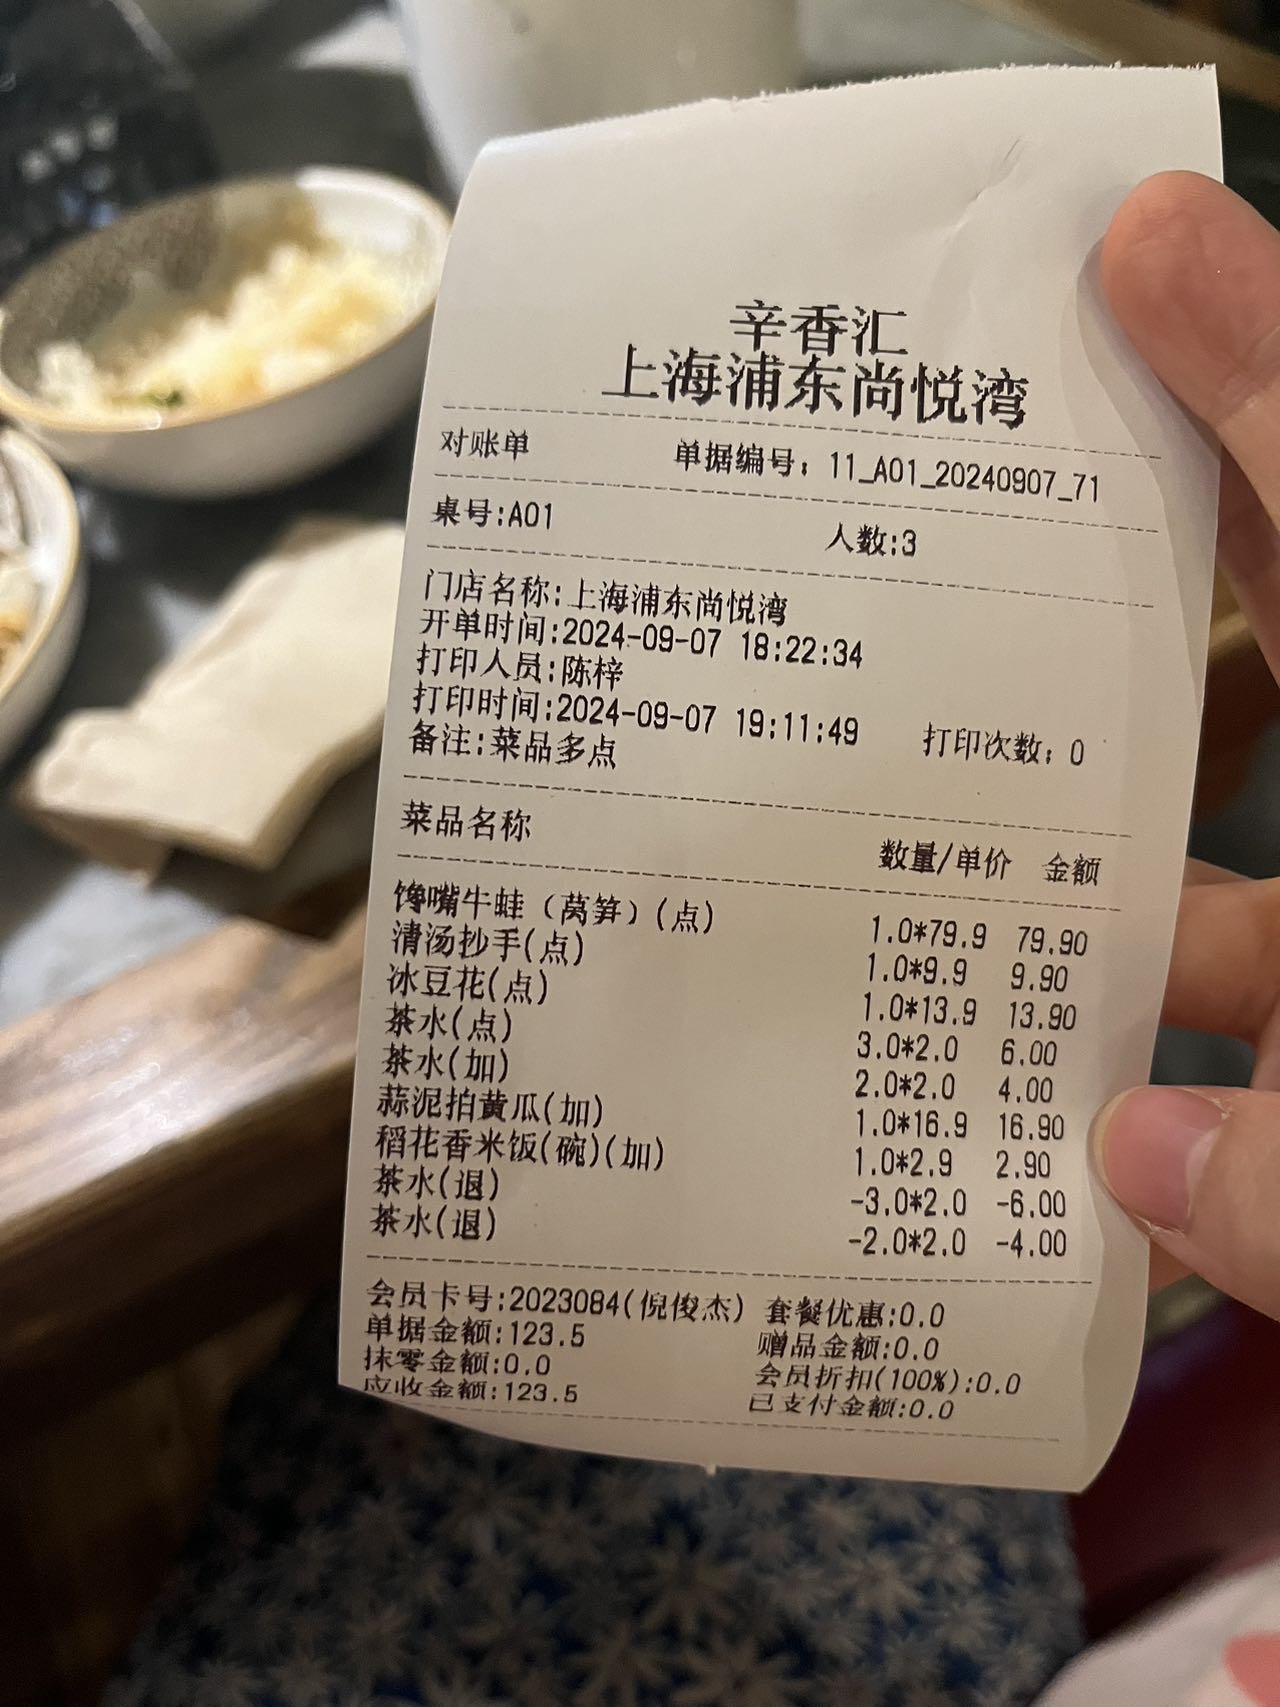 辛香汇
上海浦东尚悦湾
对账单 单据编号：11_A01_20240907_71
桌号:A01 人数:3
门店名称:上海浦东尚悦湾
开单时间:2024-09-07 18:22:34
打印人员:陈梓
打印时间:2024-09-07 19:11:49 打印次数：0
备注:菜品多点
菜品名称 数量/单价 金额
馋嘴牛蛙（莴笋）(点) 1.0*79.9 79.90
清汤抄手(点) 1.0*9.9 9.90
冰豆花(点) 1.0*13.9 13.90
茶水(点) 3.0*2.0 6.00
茶水(加) 2.0*2.0 4.00
蒜泥拍黄瓜(加) 1.0*16.9 16.90
稻花香米饭(碗)(加) 1.0*2.9 2.90
茶水(退) -3.0*2.0 -6.00
茶水(退) -2.0*2.0 -4.00
会员卡号:2023084(倪俊杰) 套餐优惠:0.0
单据金额:123.5 赠品金额:0.0
抹零金额:0.0 会员折扣(100%):0.0
应收金额:123.5 已支付金额:0.0